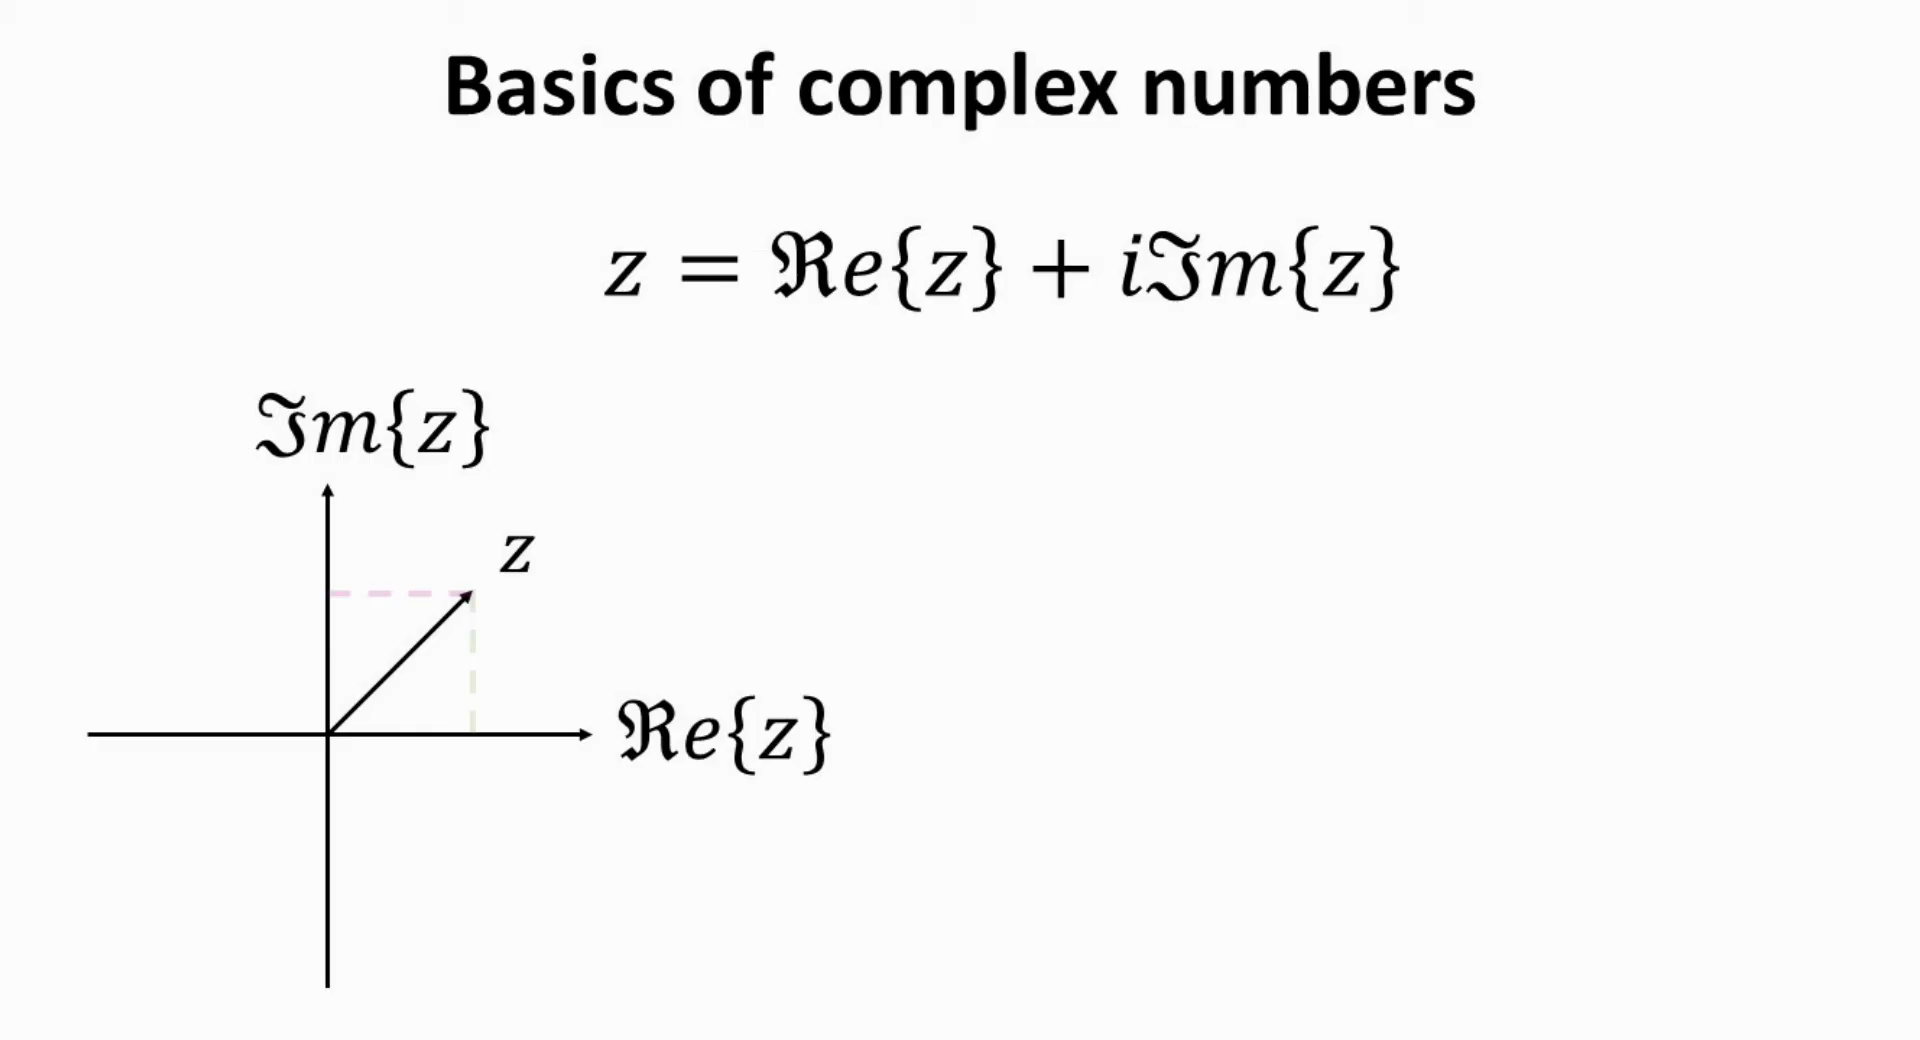 Basics of complex numbers
z = ℜe{z} + iℑm{z}
ℑm{z}
z
ℜe{z}